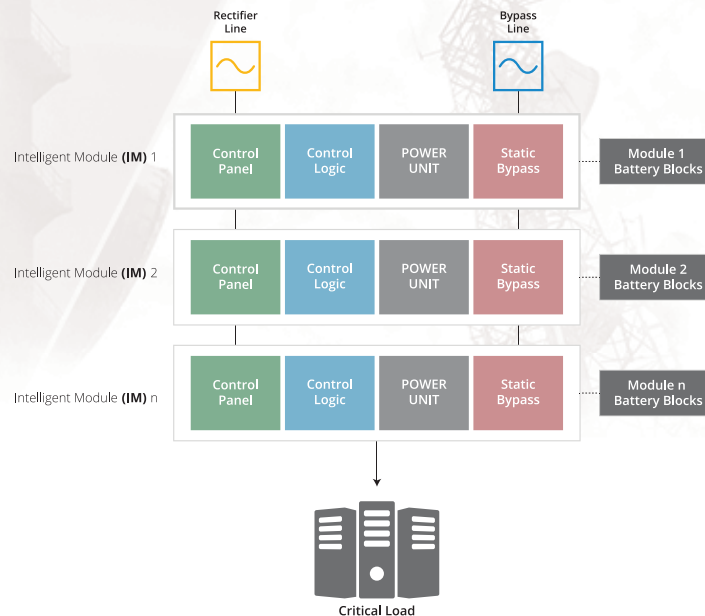 Rectifier
Line
Bypass
Line
Intelligent Module (IM) 1
Control
Panel
Control
Logic
POWER
UNIT
Static
Bypass
Module 1
Battery Blocks
Intelligent Module (IM) 2
Control
Panel
Control
Logic
POWER
UNIT
Static
Bypass
Module 2
Battery Blocks
Intelligent Module (IM) n
Control
Panel
Control
Logic
POWER
UNIT
Static
Bypass
Module n
Battery Blocks
Critical Load